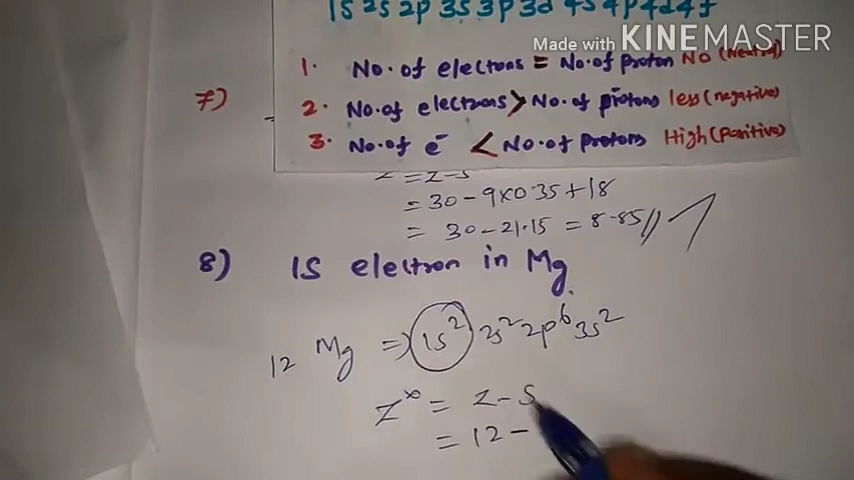 1s 2s 2p 3s 3p 3d 4s 4p 4d 4f
Made with KINEMASTER
1. No. of electons = No. of proton NO (Neutral)
7)
2. No. of electrons > No. of protons less (negative)
3. No. of e⁻ < No. of protons High (Positive)
= Z-S
= 30 - 9×0.35 + 18
= 30 - 21.15 = 8.85//
8) 1S electron in Mg.
12 Mg => 1s² 2s² 2p⁶ 3s²
Z* = Z - S
= 12 -